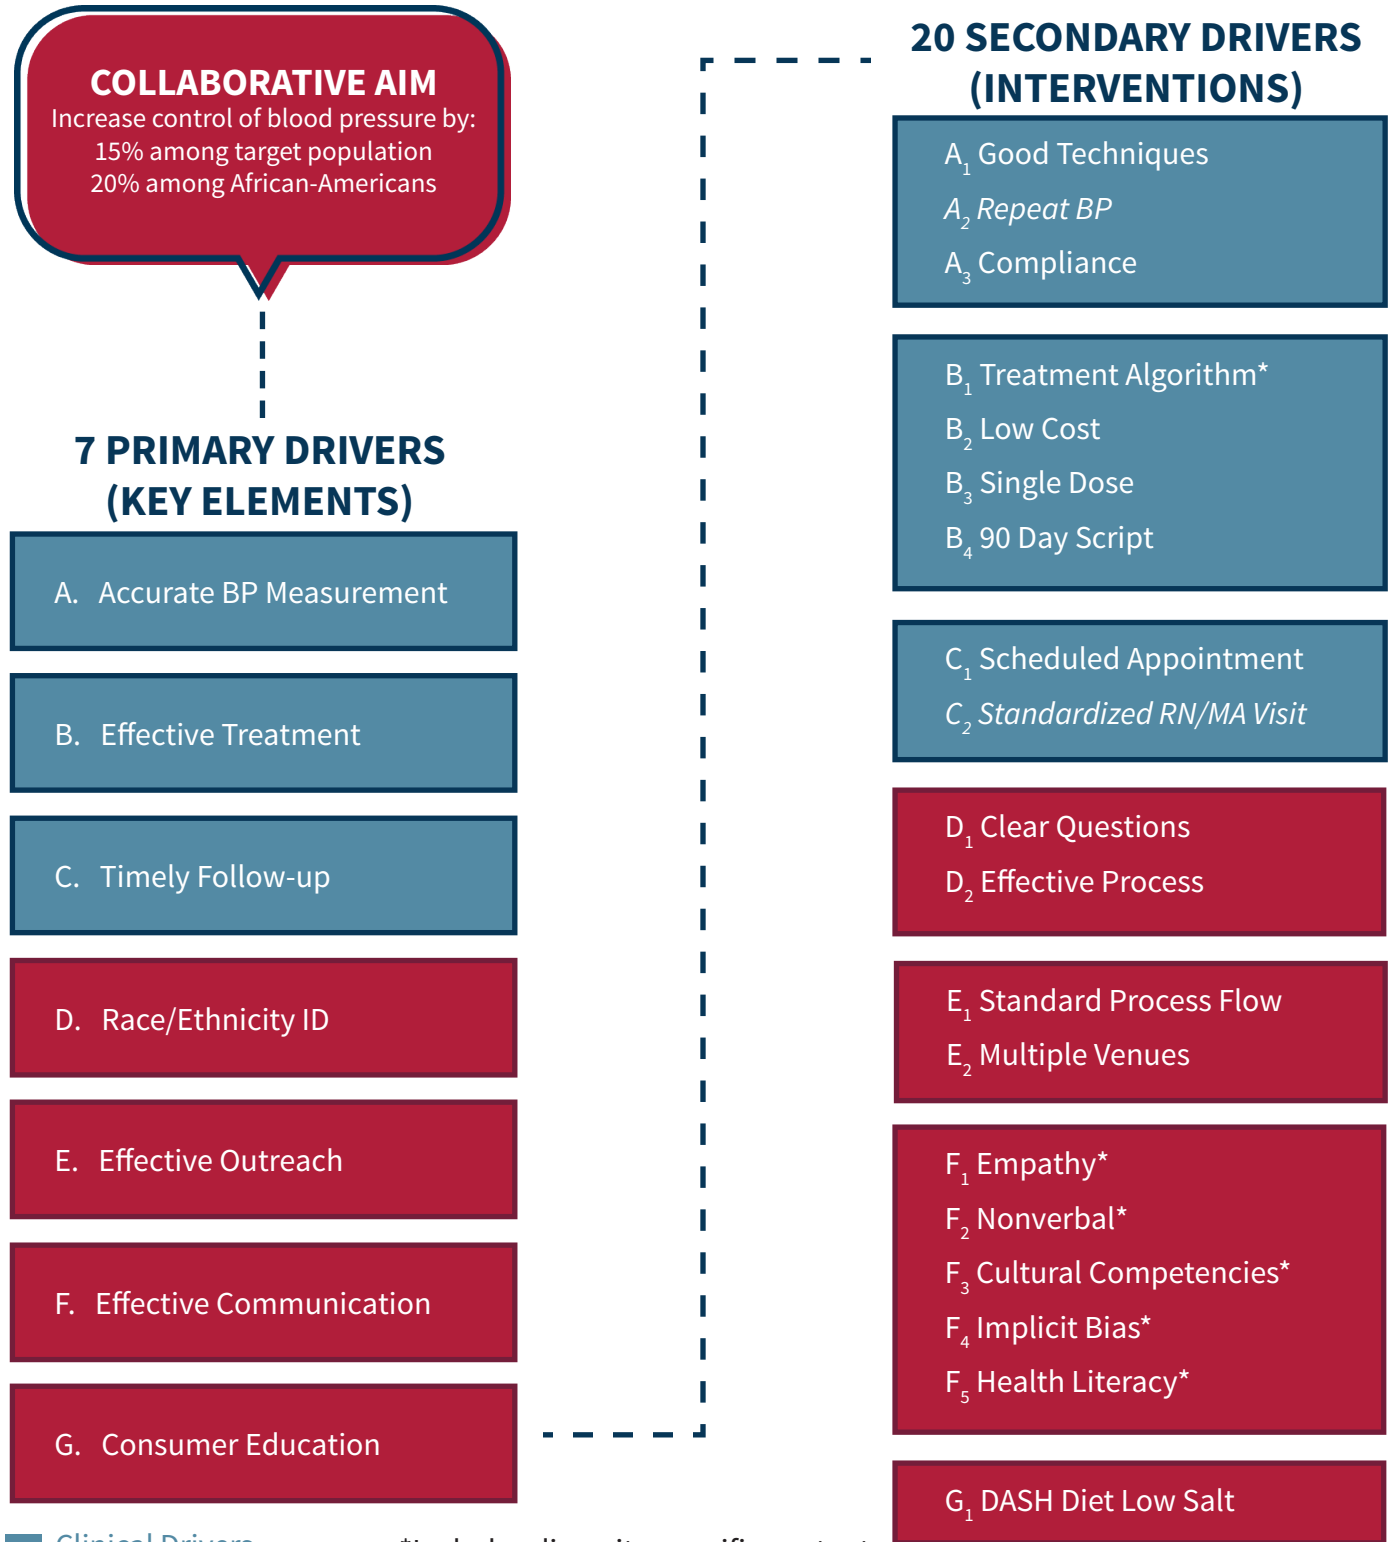 COLLABORATIVE AIM
Increase control of blood pressure by:
15% among target population
20% among African-Americans
7 PRIMARY DRIVERS
(KEY ELEMENTS)
A. Accurate BP Measurement
B. Effective Treatment
C. Timely Follow-up
D. Race/Ethnicity ID
E. Effective Outreach
F. Effective Communication
G. Consumer Education
20 SECONDARY DRIVERS
(INTERVENTIONS)
A1 Good Techniques
A2 Repeat BP
A3 Compliance
B1 Treatment Algorithm*
B2 Low Cost
B3 Single Dose
B4 90 Day Script
C1 Scheduled Appointment
C2 Standardized RN/MA Visit
D1 Clear Questions
D2 Effective Process
E1 Standard Process Flow
E2 Multiple Venues
F1 Empathy*
F2 Nonverbal*
F3 Cultural Competencies*
F4 Implicit Bias*
F5 Health Literacy*
G1 DASH Diet Low Salt
Clinical Drivers